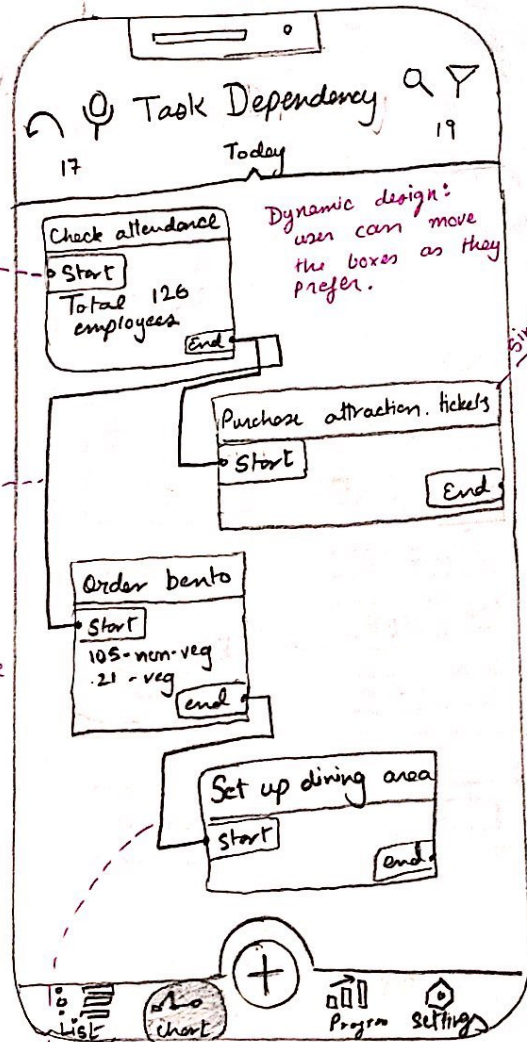 Task Dependency
17
Today
19
Check attendance
Start
Total 126
employees
End
Dynamic design:
user can move
the boxes as they
prefer.
Purchase attraction. tickets
Start
End
Order bento
Start
105-non-veg
21-veg
end
Set up dining area
Start
end
+
List
chart
Progress
Setting